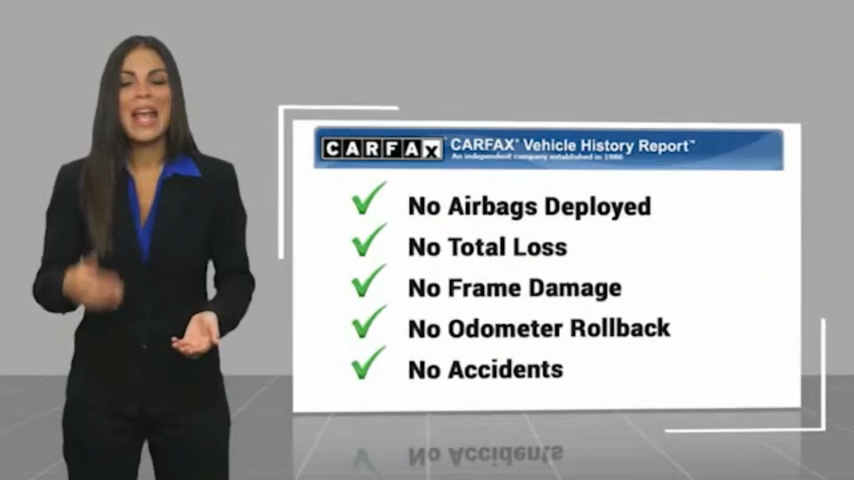 CARFAX CARFAX® Vehicle History Report™
An independent company established in 1986
No Airbags Deployed
No Total Loss
No Frame Damage
No Odometer Rollback
No Accidents
No Accidents